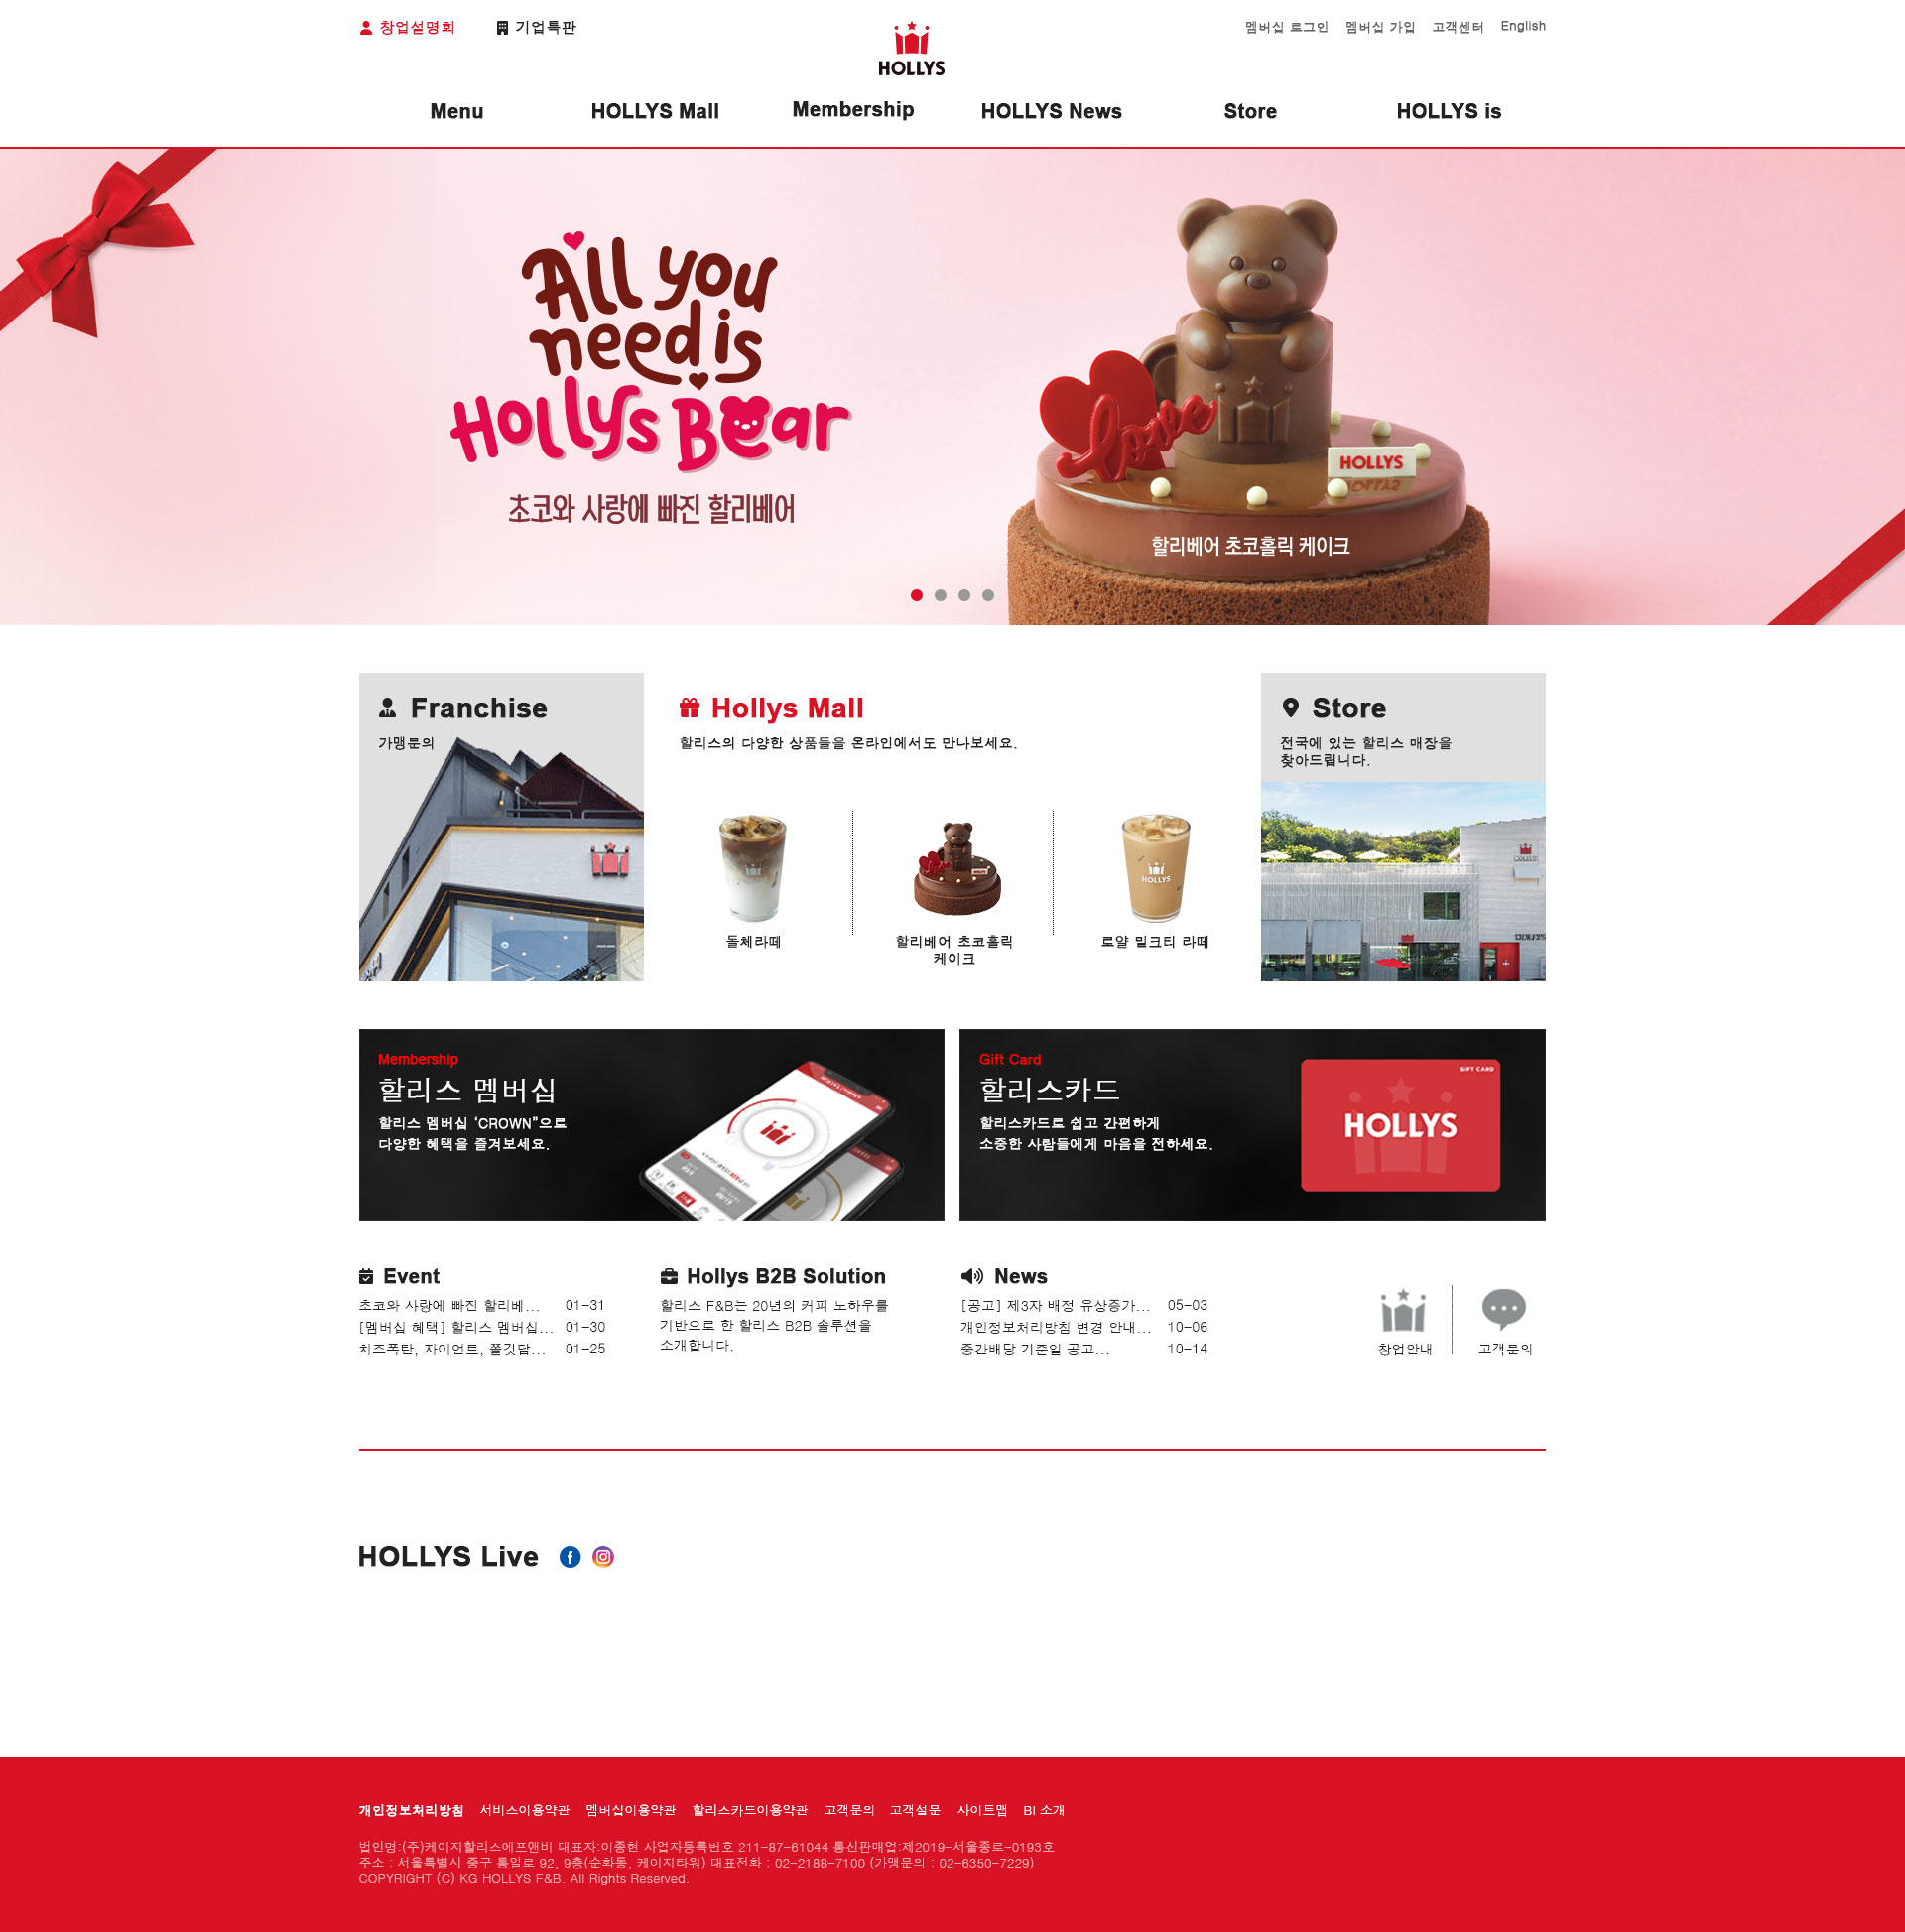 창업설명회
기업특판
HOLLYS
멤버십 로그인
멤버십 가입
고객센터
English
Menu
HOLLYS Mall
Membership
HOLLYS News
Store
HOLLYS is
All you
need is
Hollys Bear
초코와 사랑에 빠진 할리베어
love
HOLLYS
할리베어 초코홀릭 케이크
Franchise
가맹문의
Hollys Mall
할리스의 다양한 상품들을 온라인에서도 만나보세요.
HOLLYS
돌체라떼
할리베어 초코홀릭
케이크
로얄 밀크티 라떼
Store
전국에 있는 할리스 매장을
찾아드립니다.
Membership
할리스 멤버십
할리스 멤버십 ‘CROWN”으로
다양한 혜택을 즐겨보세요.
Gift Card
할리스카드
할리스카드로 쉽고 간편하게
소중한 사람들에게 마음을 전하세요.
GIFT CARD
HOLLYS
Event
초코와 사랑에 빠진 할리베... 01-31
[멤버십 혜택] 할리스 멤버십... 01-30
치즈폭탄, 자이언트, 쫄깃담... 01-25
Hollys B2B Solution
할리스 F&B는 20년의 커피 노하우를
기반으로 한 할리스 B2B 솔루션을
소개합니다.
News
[공고] 제3자 배정 유상증가... 05-03
개인정보처리방침 변경 안내... 10-06
중간배당 기준일 공고... 10-14
창업안내
고객문의
HOLLYS Live
개인정보처리방침 서비스이용약관 멤버십이용약관 할리스카드이용약관 고객문의 고객설문 사이트맵 BI 소개
법인명:(주)케이지할리스에프앤비 대표자:이종현 사업자등록번호 211-87-61044 통신판매업:제2019-서울종로-0193호
주소 : 서울특별시 중구 통일로 92, 9층(순화동, 케이지타워) 대표전화 : 02-2188-7100 (가맹문의 : 02-6350-7229)
COPYRIGHT (C) KG HOLLYS F&B. All Rights Reserved.